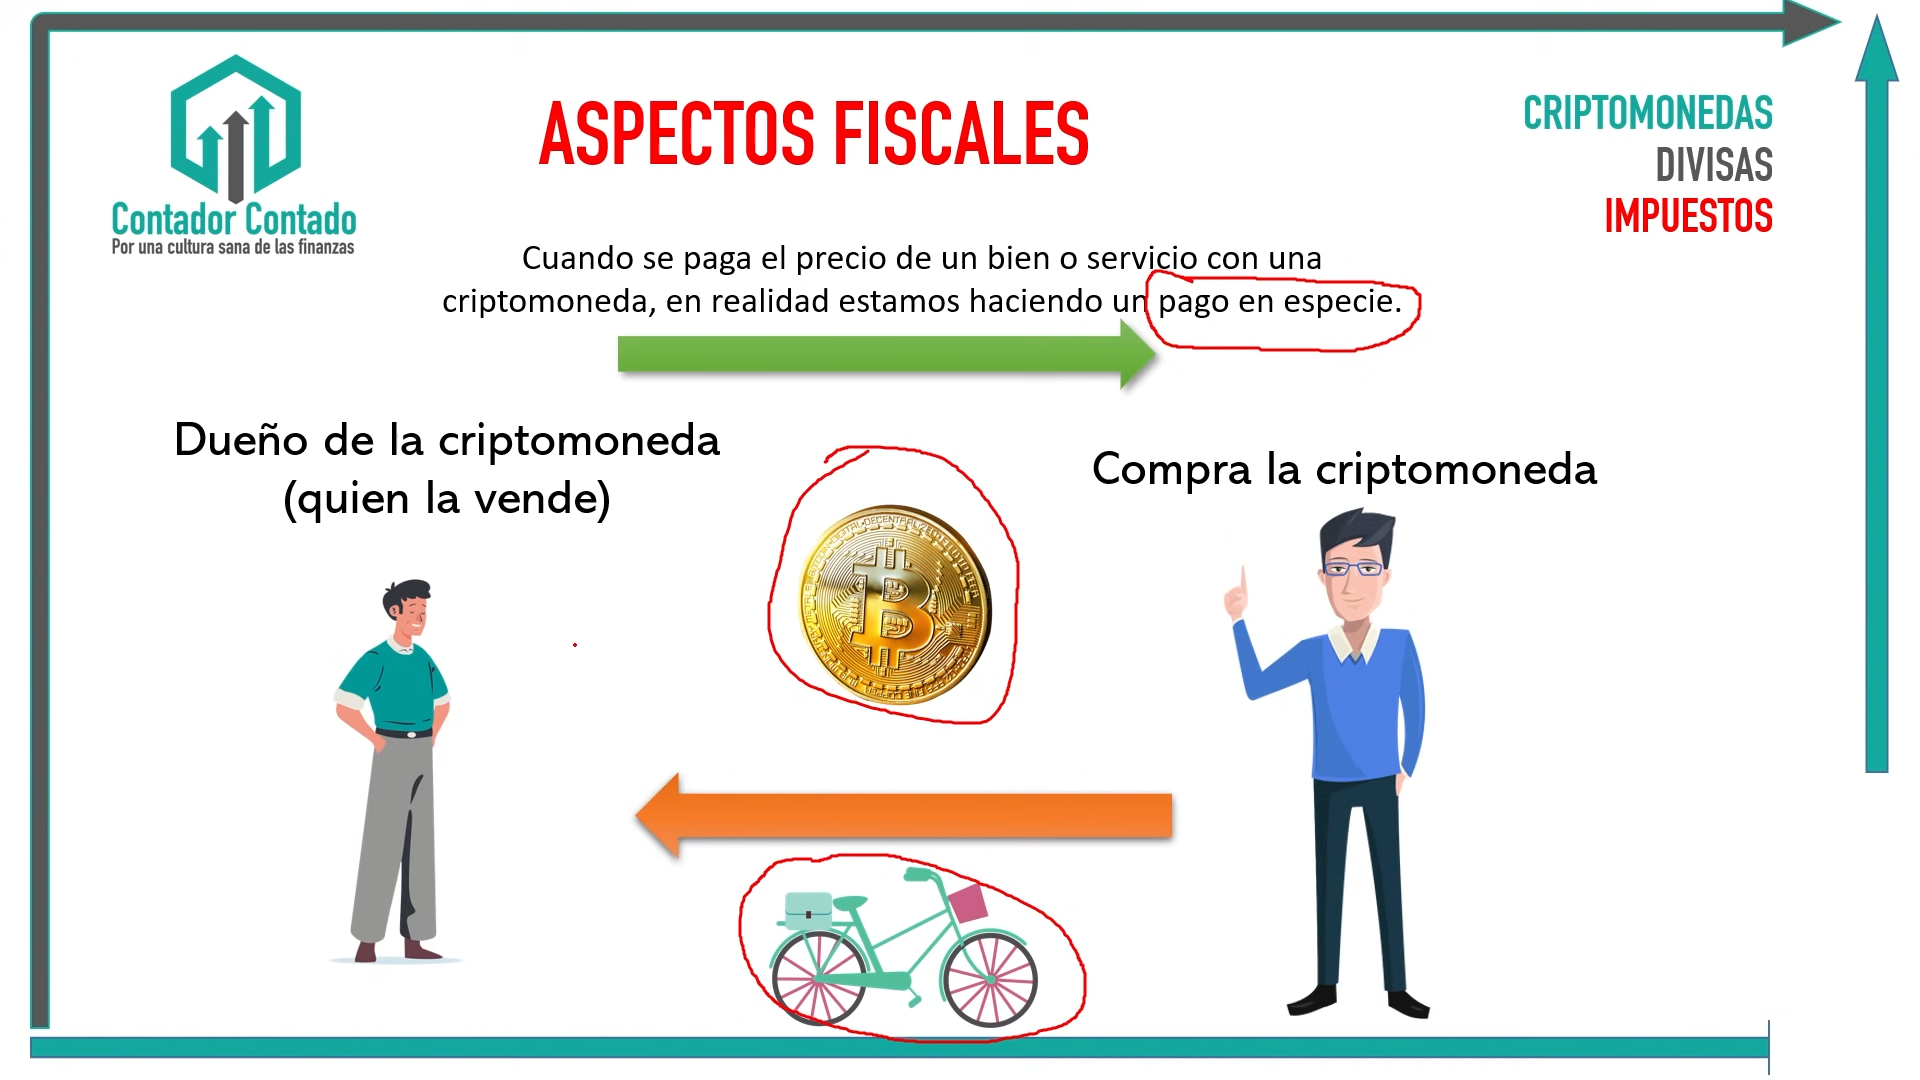 Contador Contado
Por una cultura sana de las finanzas
ASPECTOS FISCALES
CRIPTOMONEDAS
DIVISAS
IMPUESTOS
Cuando se paga el precio de un bien o servicio con una
criptomoneda, en realidad estamos haciendo un pago en especie.
Dueño de la criptomoneda
(quien la vende)
Compra la criptomoneda